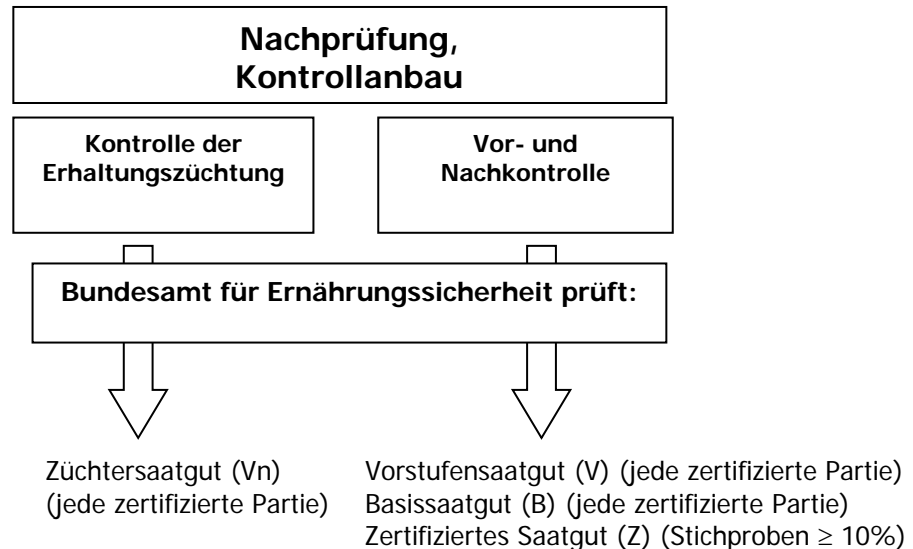 Nachprüfung,
Kontrollanbau
Kontrolle der
Erhaltungszüchtung
Vor- und
Nachkontrolle
Bundesamt für Ernährungssicherheit prüft:
Züchtersaatgut (Vn)
(jede zertifizierte Partie)
Vorstufensaatgut (V) (jede zertifizierte Partie)
Basissaatgut (B) (jede zertifizierte Partie)
Zertifiziertes Saatgut (Z) (Stichproben ≥ 10%)